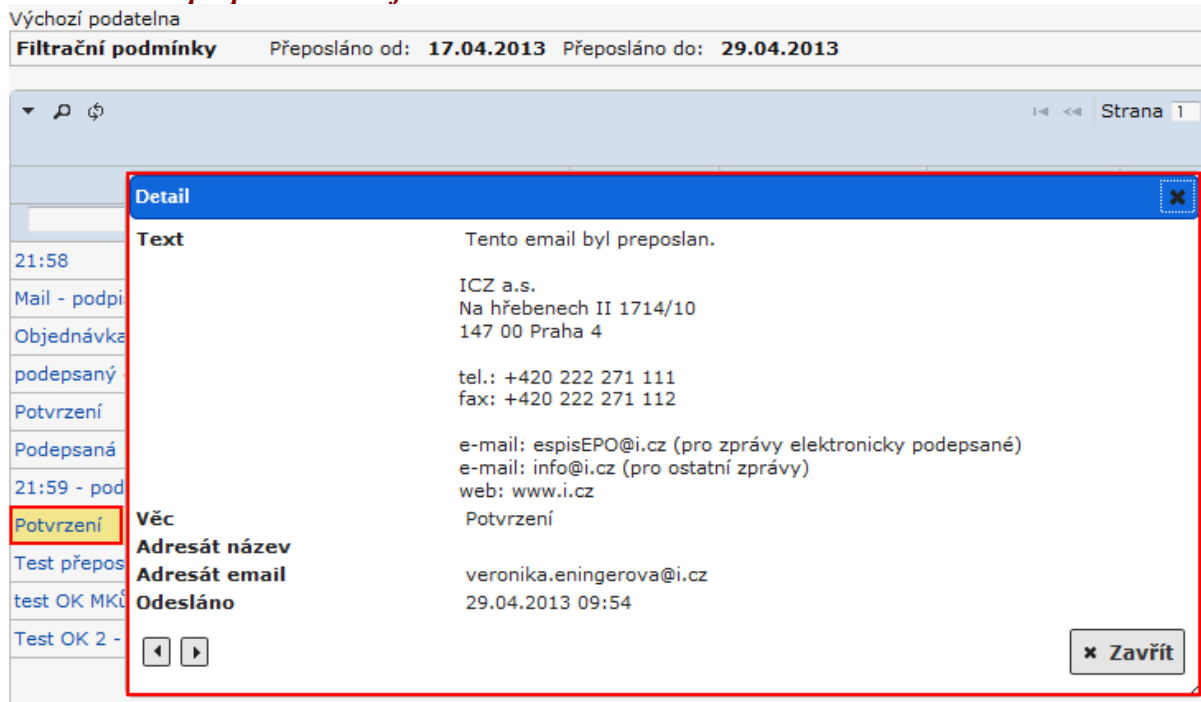 Výchozí podatelna
Filtrační podmínky Přeposláno od: 17.04.2013 Přeposláno do: 29.04.2013
Strana 1
Detail
Text Tento email byl preposlan.
21:58
ICZ a.s.
Mail - podpi
Na hřebenech II 1714/10
Objednávka
147 00 Praha 4
podepsaný
tel.: +420 222 271 111
fax: +420 222 271 112
Potvrzení
Podepsaná
e-mail: espisEPO@i.cz (pro zprávy elektronicky podepsané)
e-mail: info@i.cz (pro ostatní zprávy)
21:59 - pod
web: www.i.cz
Potvrzení
Věc Potvrzení
Adresát název
Test přepos
Adresát email veronika.eningerova@i.cz
test OK MKů
Odesláno 29.04.2013 09:54
Test OK 2 -
Zavřít